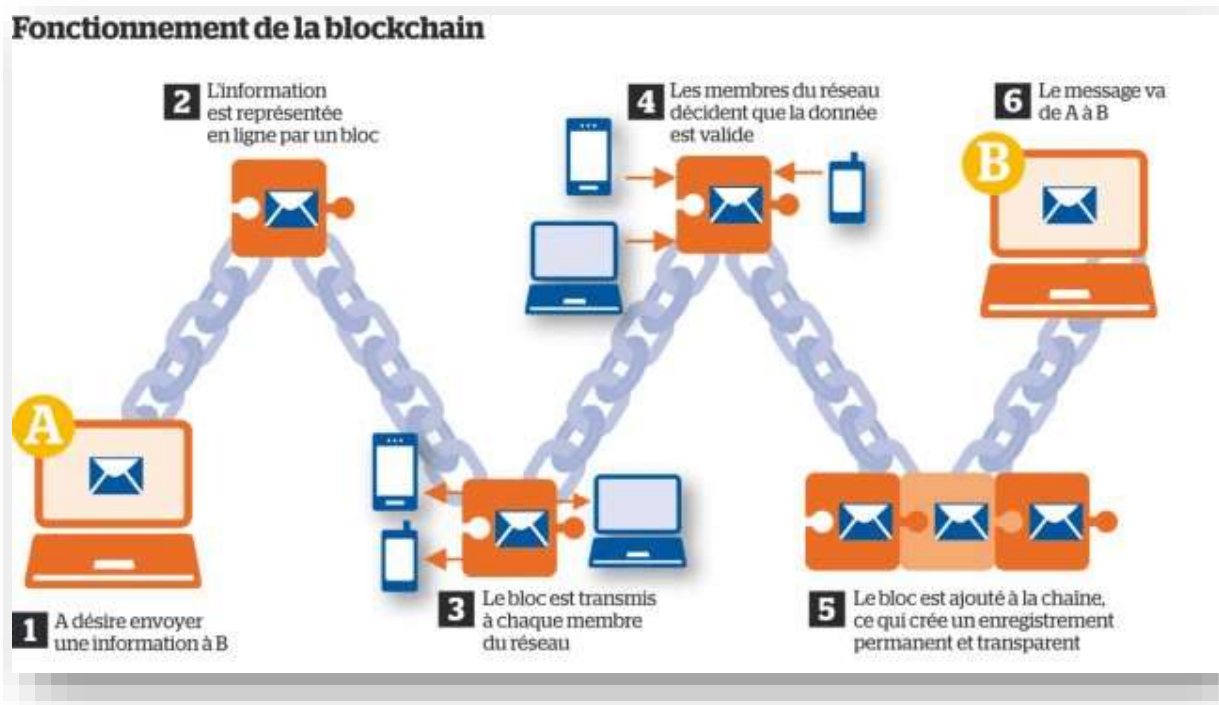 Fonctionnement de la blockchain
2 L'information
est représentée
en ligne par un bloc
4 Les membres du réseau
décident que la donnée
est valide
6 Le message va
de A à B
B
A
1 A désire envoyer
une information à B
3 Le bloc est transmis
à chaque membre
du réseau
5 Le bloc est ajouté à la chaîne,
ce qui crée un enregistrement
permanent et transparent